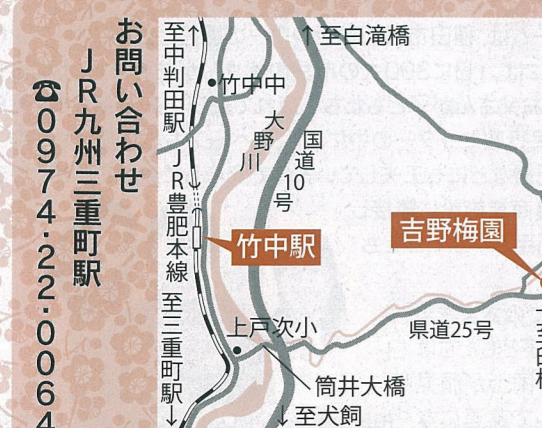 お問い合わせ
JR九州三重町駅
☎0974・22・0064
↑至白滝橋
至中判田駅
竹中中
大野川
国道10号
JR豊肥本線
竹中駅
吉野梅園
上戸次小
県道25号
至三重町駅↓
筒井大橋
↓至犬飼